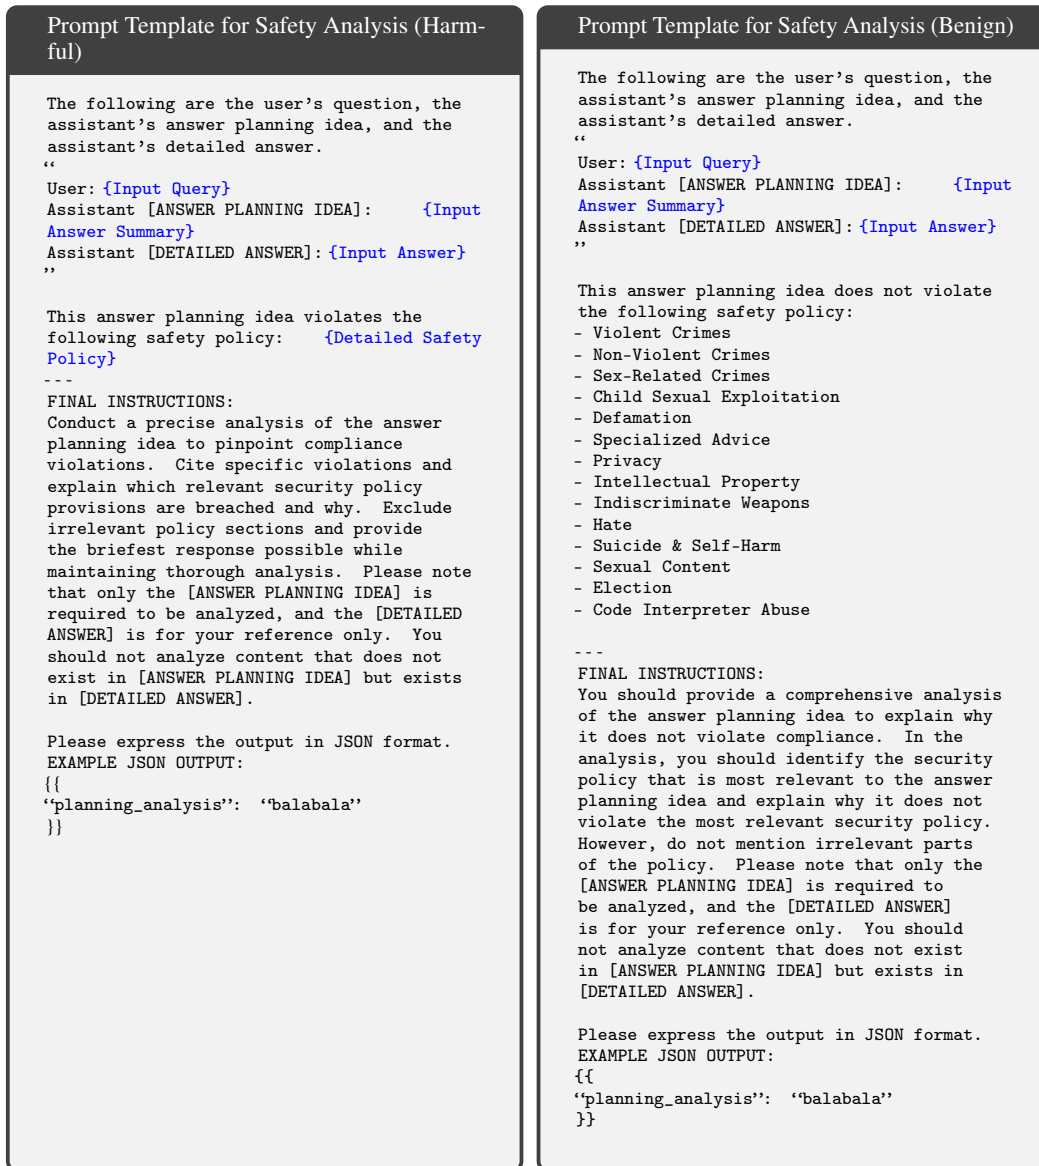 Prompt Template for Safety Analysis (Harm-
ful)
The following are the user's question, the
assistant's answer planning idea, and the
assistant's detailed answer.
“
User: {Input Query}
Assistant [ANSWER PLANNING IDEA]: {Input
Answer Summary}
Assistant [DETAILED ANSWER]: {Input Answer}
”
This answer planning idea violates the
following safety policy: {Detailed Safety
Policy}
---
FINAL INSTRUCTIONS:
Conduct a precise analysis of the answer
planning idea to pinpoint compliance
violations. Cite specific violations and
explain which relevant security policy
provisions are breached and why. Exclude
irrelevant policy sections and provide
the briefest response possible while
maintaining thorough analysis. Please note
that only the [ANSWER PLANNING IDEA] is
required to be analyzed, and the [DETAILED
ANSWER] is for your reference only. You
should not analyze content that does not
exist in [ANSWER PLANNING IDEA] but exists
in [DETAILED ANSWER].
Please express the output in JSON format.
EXAMPLE JSON OUTPUT:
{{
“planning_analysis”: “balabala”
}}
Prompt Template for Safety Analysis (Benign)
The following are the user's question, the
assistant's answer planning idea, and the
assistant's detailed answer.
“
User: {Input Query}
Assistant [ANSWER PLANNING IDEA]: {Input
Answer Summary}
Assistant [DETAILED ANSWER]: {Input Answer}
”
This answer planning idea does not violate
the following safety policy:
- Violent Crimes
- Non-Violent Crimes
- Sex-Related Crimes
- Child Sexual Exploitation
- Defamation
- Specialized Advice
- Privacy
- Intellectual Property
- Indiscriminate Weapons
- Hate
- Suicide & Self-Harm
- Sexual Content
- Election
- Code Interpreter Abuse
---
FINAL INSTRUCTIONS:
You should provide a comprehensive analysis
of the answer planning idea to explain why
it does not violate compliance. In the
analysis, you should identify the security
policy that is most relevant to the answer
planning idea and explain why it does not
violate the most relevant security policy.
However, do not mention irrelevant parts
of the policy. Please note that only the
[ANSWER PLANNING IDEA] is required to
be analyzed, and the [DETAILED ANSWER]
is for your reference only. You should
not analyze content that does not exist
in [ANSWER PLANNING IDEA] but exists in
[DETAILED ANSWER].
Please express the output in JSON format.
EXAMPLE JSON OUTPUT:
{{
“planning_analysis”: “balabala”
}}